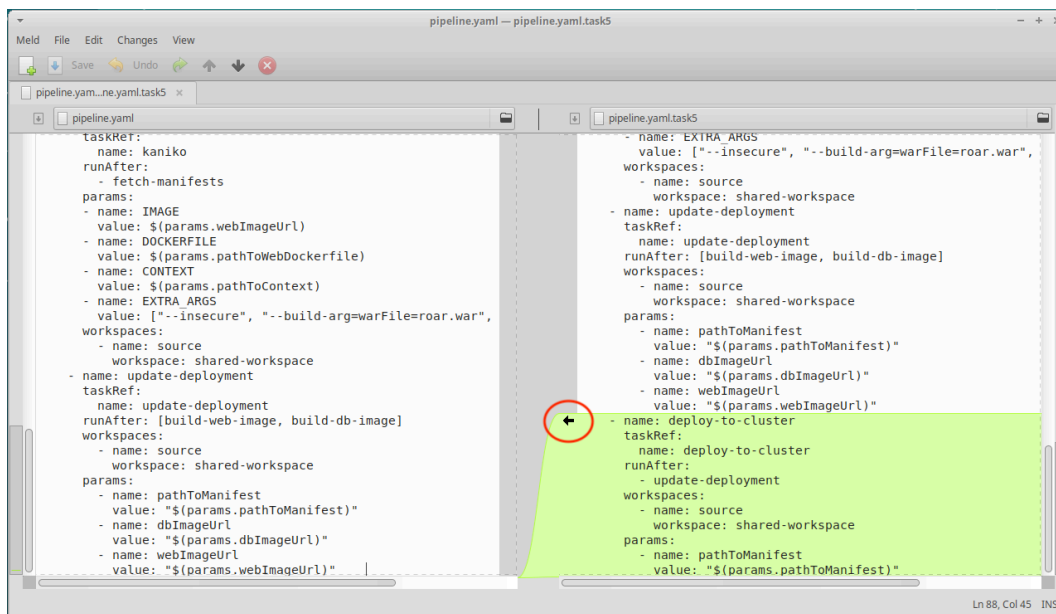 pipeline.yaml — pipeline.yaml.task5
Meld File Edit Changes View
Save Undo
pipeline.yam...ne.yaml.task5 ×
pipeline.yaml
taskRef:
name: kaniko
runAfter:
- fetch-manifests
params:
- name: IMAGE
value: $(params.webImageUrl)
- name: DOCKERFILE
value: $(params.pathToWebDockerfile)
- name: CONTEXT
value: $(params.pathToContext)
- name: EXTRA_ARGS
value: ["--insecure", "--build-arg=warFile=roar.war",
workspaces:
- name: source
workspace: shared-workspace
- name: update-deployment
taskRef:
name: update-deployment
runAfter: [build-web-image, build-db-image]
workspaces:
- name: source
workspace: shared-workspace
params:
- name: pathToManifest
value: "$(params.pathToManifest)"
- name: dbImageUrl
value: "$(params.dbImageUrl)"
- name: webImageUrl
value: "$(params.webImageUrl)"
pipeline.yaml.task5
- name: EXTRA_ARGS
value: ["--insecure", "--build-arg=warFile=roar.war",
workspaces:
- name: source
workspace: shared-workspace
- name: update-deployment
taskRef:
name: update-deployment
runAfter: [build-web-image, build-db-image]
workspaces:
- name: source
workspace: shared-workspace
params:
- name: pathToManifest
value: "$(params.pathToManifest)"
- name: dbImageUrl
value: "$(params.dbImageUrl)"
- name: webImageUrl
value: "$(params.webImageUrl)"
- name: deploy-to-cluster
taskRef:
name: deploy-to-cluster
runAfter:
- update-deployment
workspaces:
- name: source
workspace: shared-workspace
params:
- name: pathToManifest
value: "$(params.pathToManifest)"
Ln 88, Col 45 INS